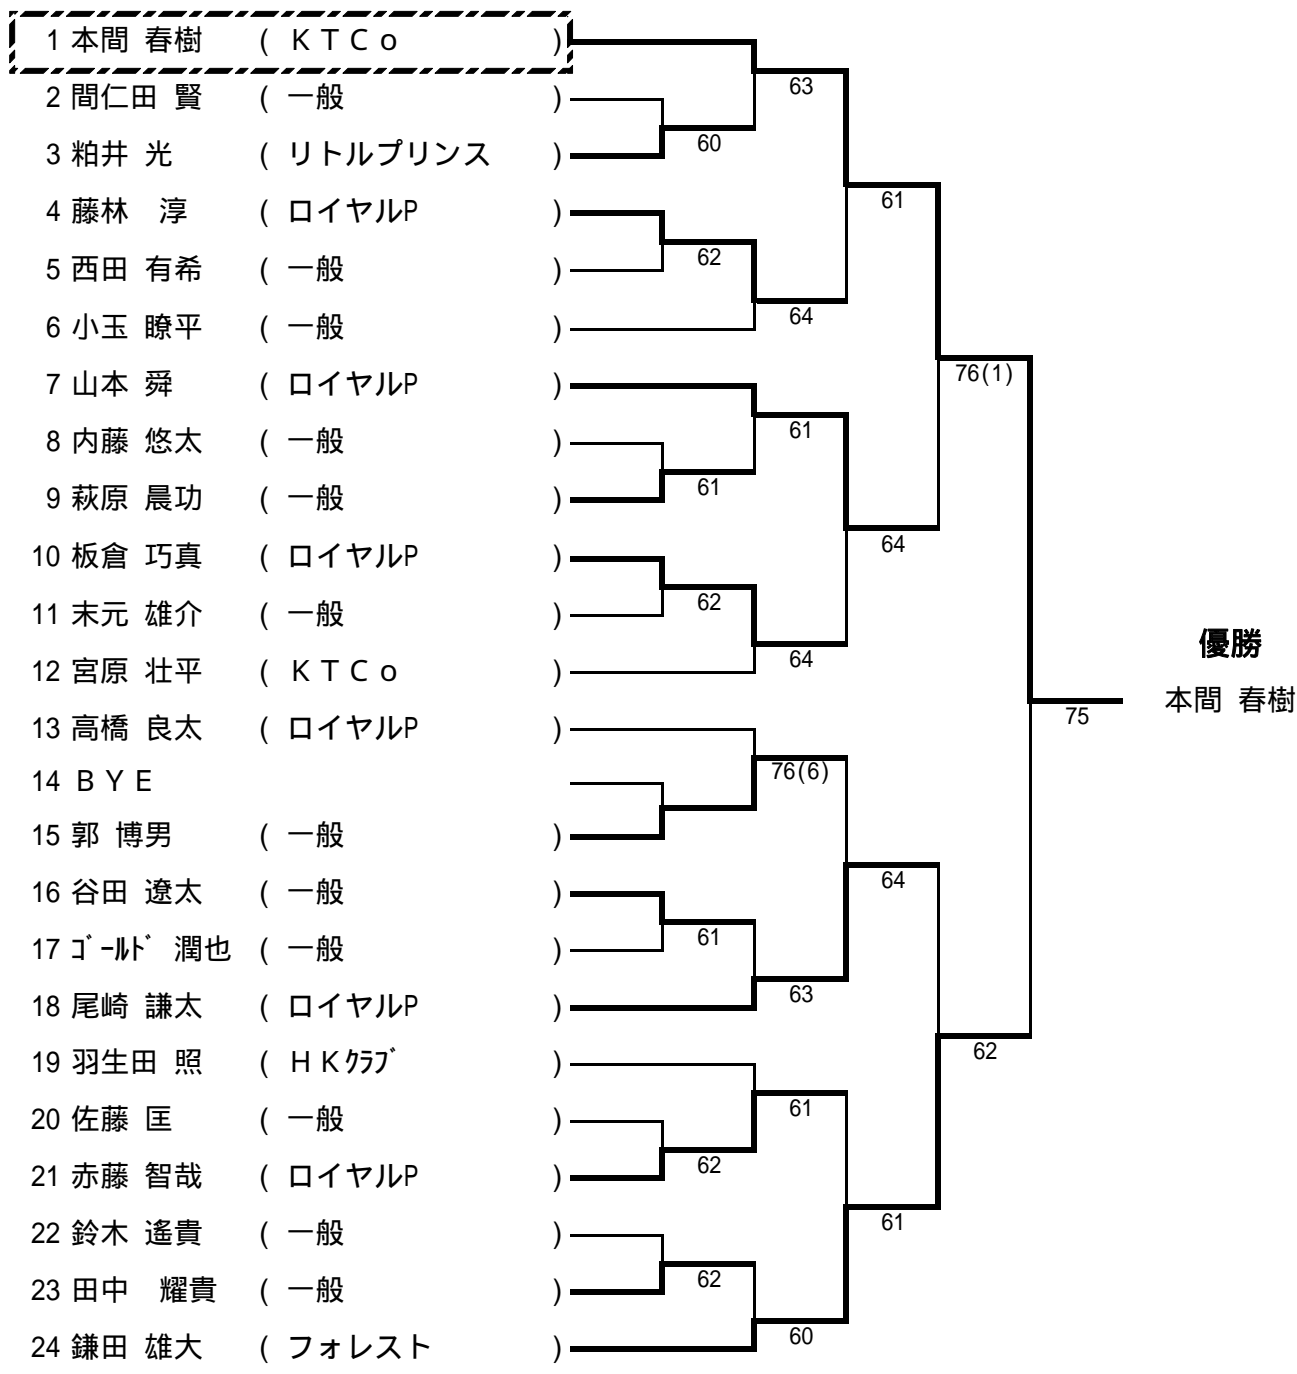 1 本間 春樹 ( ＫＴＣｏ )
63
2 間仁田 賢 ( 一般 )
60
3 粕井 光 ( リトルプリンス )
61
4 藤林 淳 ( ロイヤルP )
62
5 西田 有希 ( 一般 )
64
6 小玉 瞭平 ( 一般 )
76(1)
7 山本 舜 ( ロイヤルP )
61
8 内藤 悠太 ( 一般 )
61
9 萩原 晨功 ( 一般 )
64
10 板倉 巧真 ( ロイヤルP )
62
11 末元 雄介 ( 一般 )
優勝
64
12 宮原 壮平 ( ＫＴＣｏ )
本間 春樹
75
13 高橋 良太 ( ロイヤルP )
76(6)
14 ＢＹＥ
15 郭 博男 ( 一般 )
64
16 谷田 遼太 ( 一般 )
61
17 ｺﾞｰﾙﾄﾞ 潤也 ( 一般 )
63
18 尾崎 謙太 ( ロイヤルP )
62
19 羽生田 照 ( ＨＫｸﾗﾌﾞ )
61
20 佐藤 匡 ( 一般 )
62
21 赤藤 智哉 ( ロイヤルP )
61
22 鈴木 遙貴 ( 一般 )
62
23 田中 耀貴 ( 一般 )
60
24 鎌田 雄大 ( フォレスト )